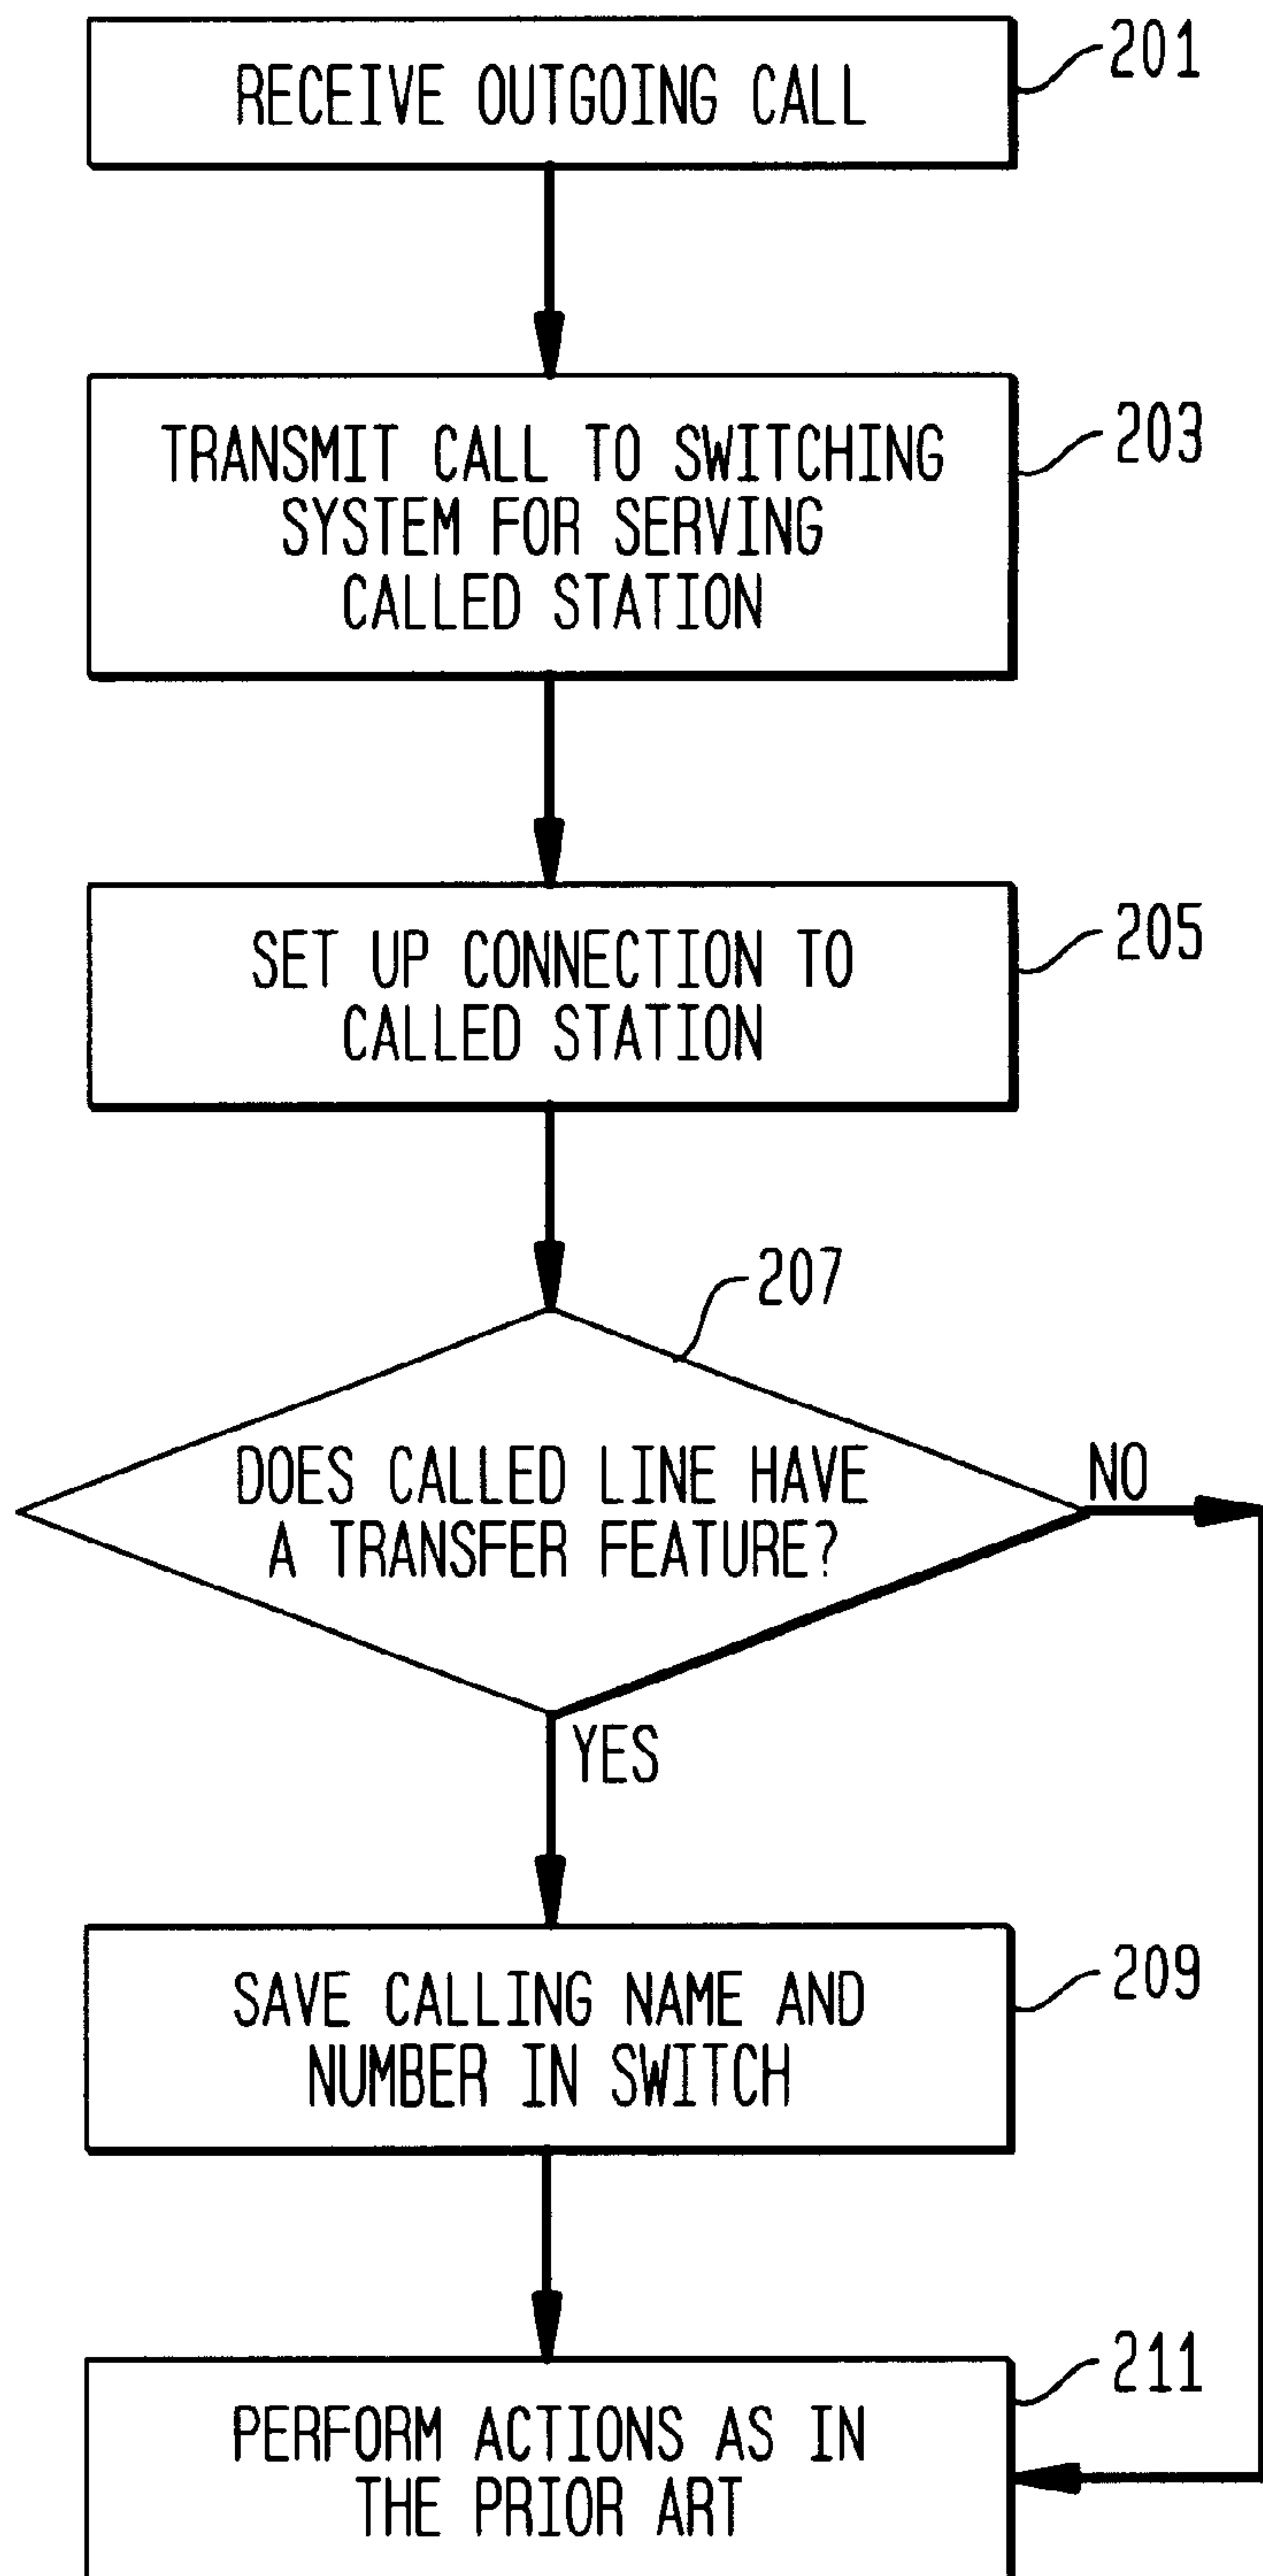 RECEIVE OUTGOING CALL
201
TRANSMIT CALL TO SWITCHING
SYSTEM FOR SERVING
CALLED STATION
203
SET UP CONNECTION TO
CALLED STATION
205
207
DOES CALLED LINE HAVE
A TRANSFER FEATURE?
NO
YES
SAVE CALLING NAME AND
NUMBER IN SWITCH
209
PERFORM ACTIONS AS IN
THE PRIOR ART
211